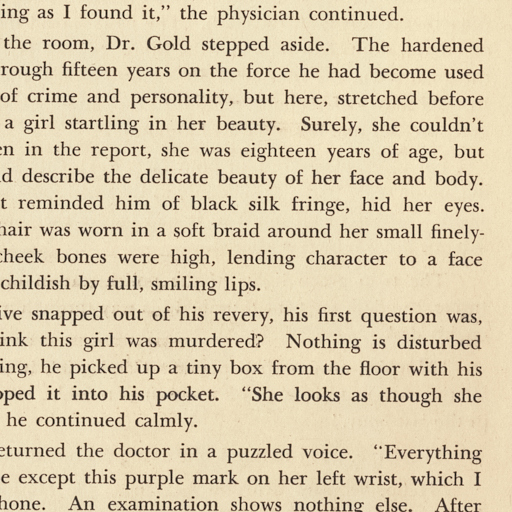 ing as I found it,” the physician continued.
the room, Dr. Gold stepped aside. The hardened
rough fifteen years on the force he had become used
of crime and personality, but here, stretched before
a girl startling in her beauty. Surely, she couldn’t
en in the report, she was eighteen years of age, but
d describe the delicate beauty of her face and body.
t reminded him of black silk fringe, hid her eyes.
hair was worn in a soft braid around her small finely-
cheek bones were high, lending character to a face
childish by full, smiling lips.
ive snapped out of his revery, his first question was,
ink this girl was murdered? Nothing is disturbed
ing, he picked up a tiny box from the floor with his
pped it into his pocket. “She looks as though she
he continued calmly.
eturned the doctor in a puzzled voice. “Everything
e except this purple mark on her left wrist, which I
hone. An examination shows nothing else. After